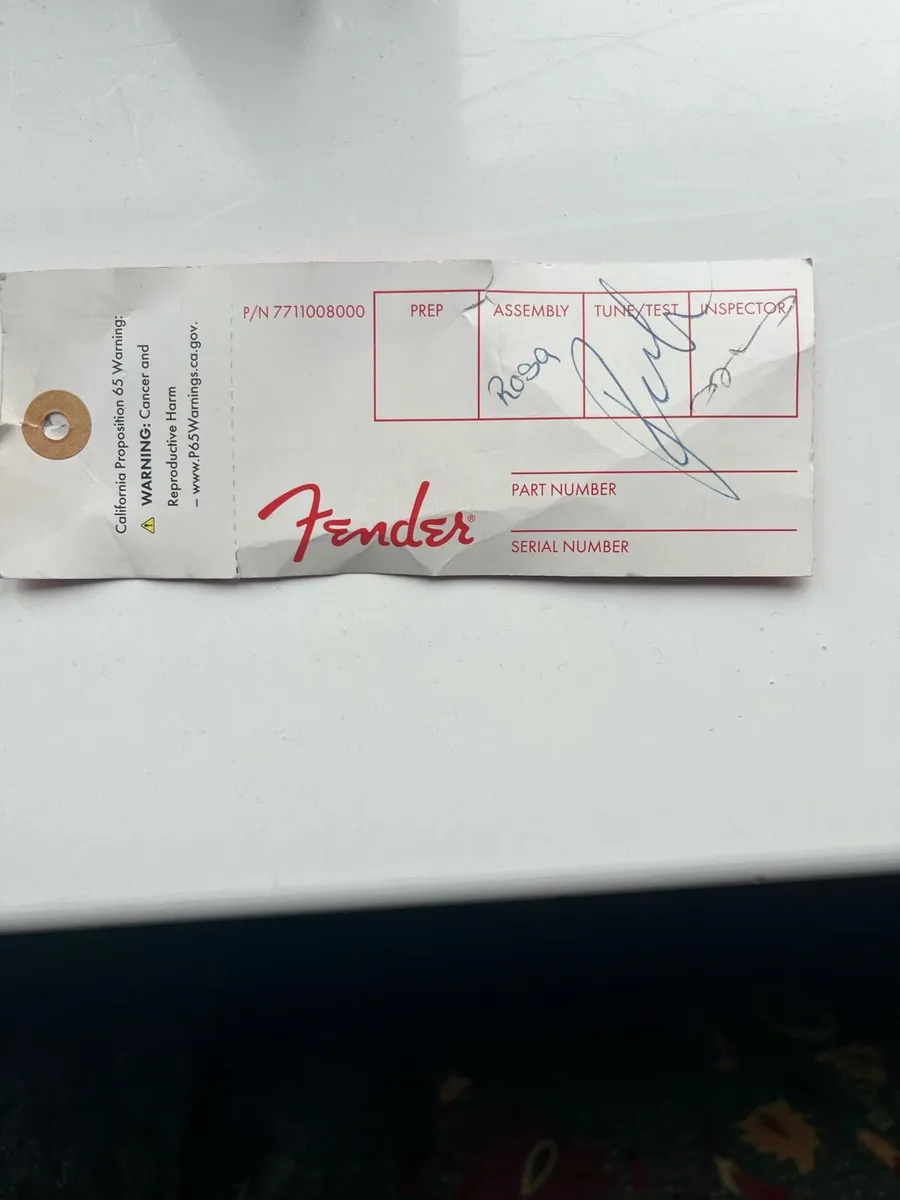 California Proposition 65 Warning:
⚠ WARNING: Cancer and
Reproductive Harm
– www.P65Warnings.ca.gov.
P/N 7711008000
PREP
ASSEMBLY
TUNE/TEST
INSPECTOR
Rosa
Fender®
PART NUMBER
SERIAL NUMBER